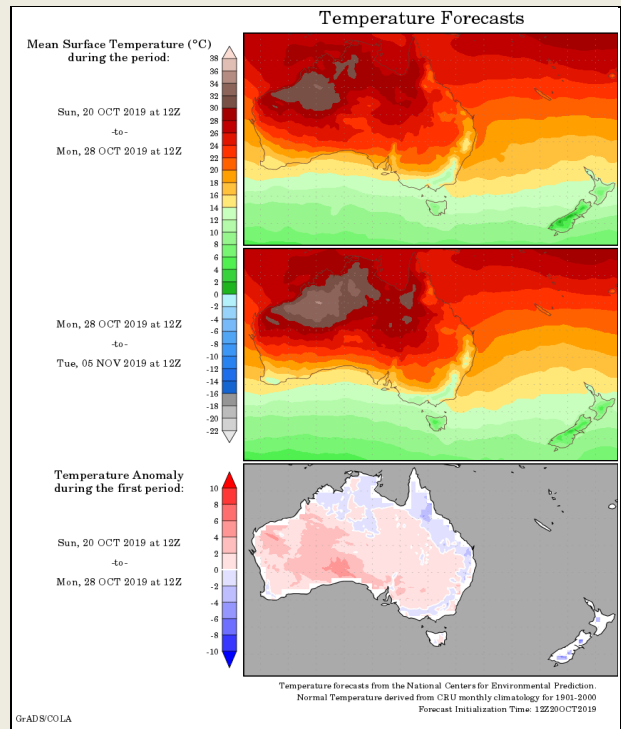 Temperature Forecasts
Mean Surface Temperature (°C)
during the period:
Sun, 20 OCT 2019 at 12Z
-to-
Mon, 28 OCT 2019 at 12Z
38
36
34
32
30
28
26
24
22
20
18
16
14
12
10
8
6
4
2
0
-2
-4
-6
-8
-10
-12
-14
-16
-18
-20
-22
Mon, 28 OCT 2019 at 12Z
-to-
Tue, 05 NOV 2019 at 12Z
Temperature Anomaly
during the first period:
Sun, 20 OCT 2019 at 12Z
-to-
Mon, 28 OCT 2019 at 12Z
10
8
6
4
2
0
-2
-4
-6
-8
-10
Temperature forecasts from the National Centers for Environmental Prediction.
Normal Temperature derived from CRU monthly climatology for 1901-2000
Forecast Initialization Time: 12Z20OCT2019
GrADS/COLA